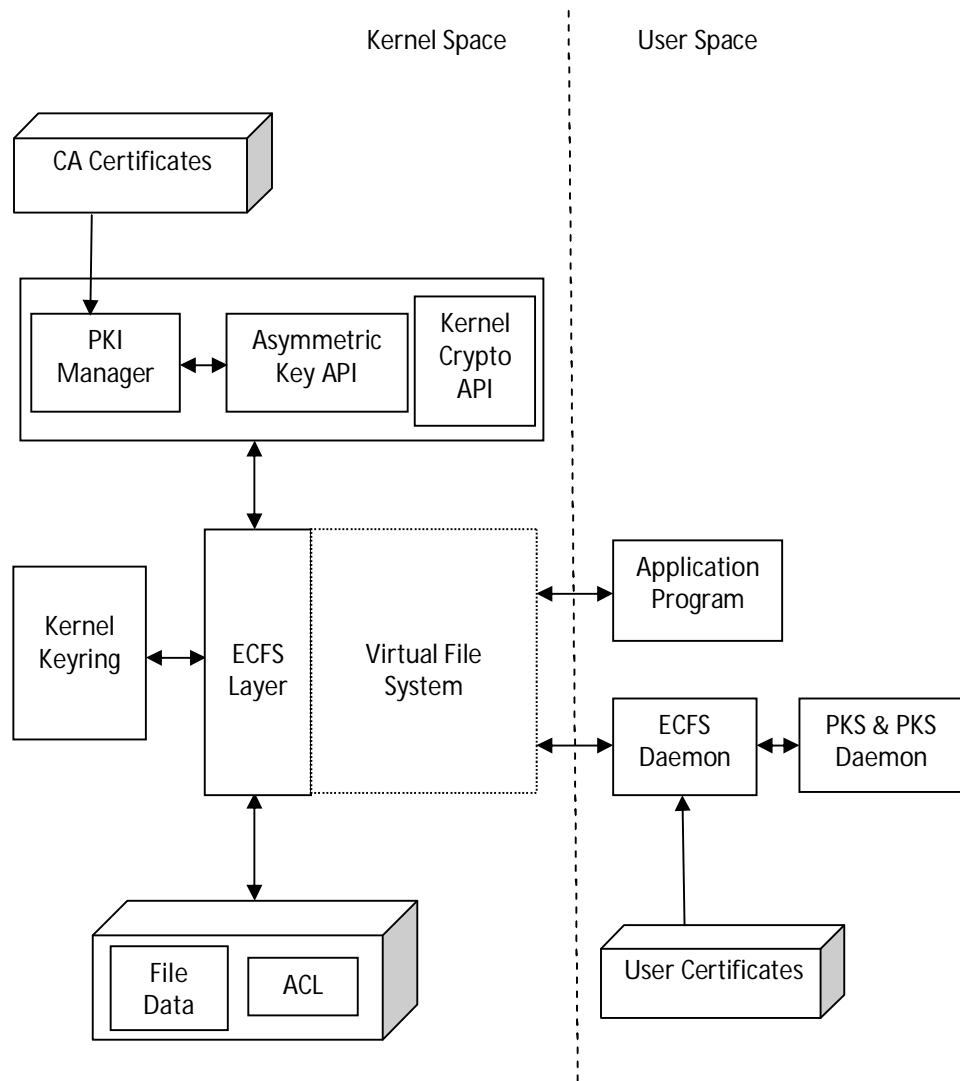 Kernel Space
User Space
CA Certificates
PKI
Manager
Asymmetric
Key API
Kernel
Crypto
API
Kernel
Keyring
ECFS
Layer
Virtual File
System
Application
Program
ECFS
Daemon
PKS & PKS
Daemon
File
Data
ACL
User Certificates